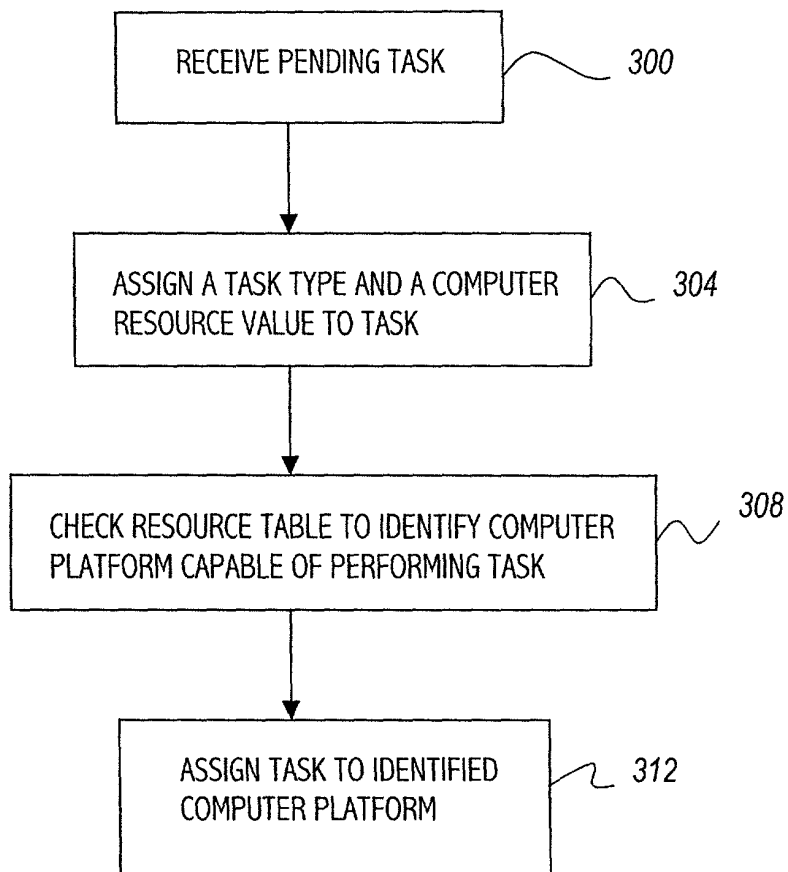 RECEIVE PENDING TASK
300
ASSIGN A TASK TYPE AND A COMPUTER
RESOURCE VALUE TO TASK
304
CHECK RESOURCE TABLE TO IDENTIFY COMPUTER
PLATFORM CAPABLE OF PERFORMING TASK
308
ASSIGN TASK TO IDENTIFIED
COMPUTER PLATFORM
312